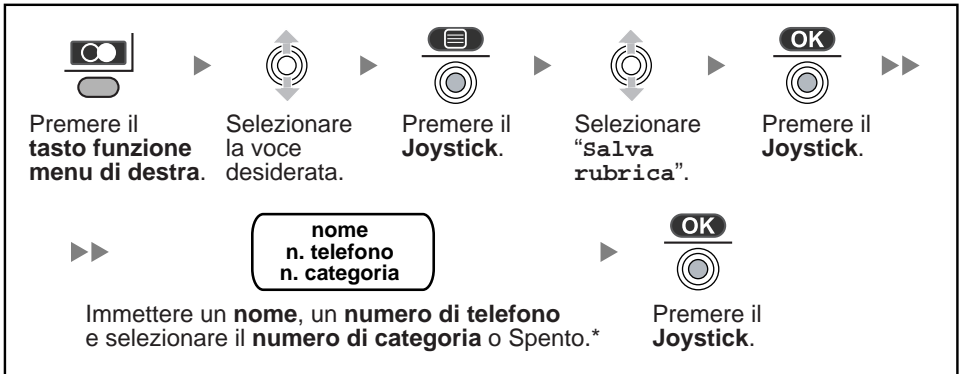 OK
OK
Premere il
tasto funzione
menu di destra.
Selezionare
la voce
desiderata.
Premere il
Joystick.
Selezionare
“Salva
rubrica”.
Premere il
Joystick.
nome
n. telefono
n. categoria
Immettere un nome, un numero di telefono
e selezionare il numero di categoria o Spento.*
Premere il
Joystick.